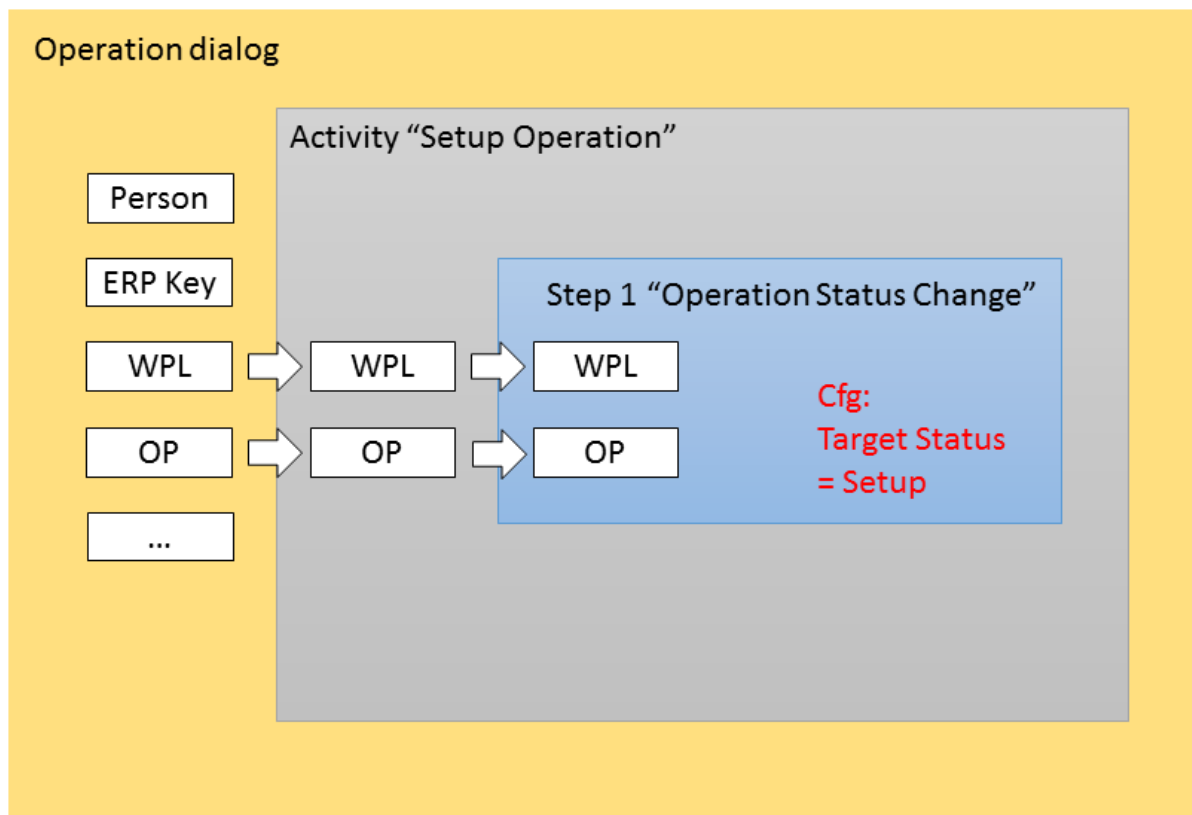 Operation dialog
Activity “Setup Operation”
Person
ERP Key
Step 1 “Operation Status Change”
WPL
WPL
WPL
Cfg:
Target Status
= Setup
OP
OP
OP
...